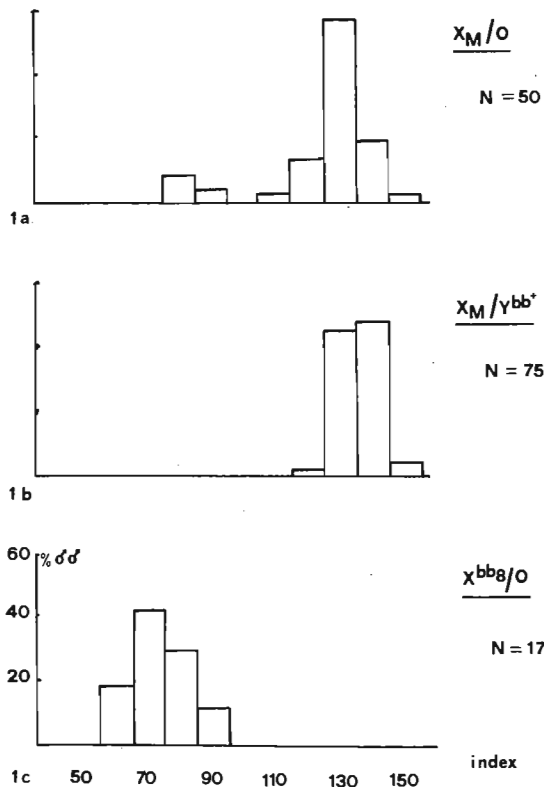 X_M/O
N = 50
1a
X_M/Y^bb+
N = 75
1b
60 % ♂♂
40
20
X^bb8/O
N = 17
1c 50 70 90 110 130 150 index